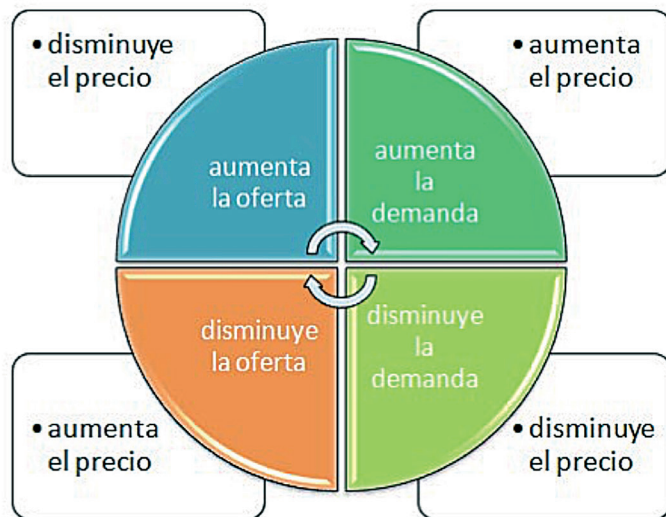 • disminuye
el precio
• aumenta
el precio
aumenta
la oferta
aumenta
la
demanda
disminuye
la oferta
disminuye
la
demanda
• aumenta
el precio
• disminuye
el precio